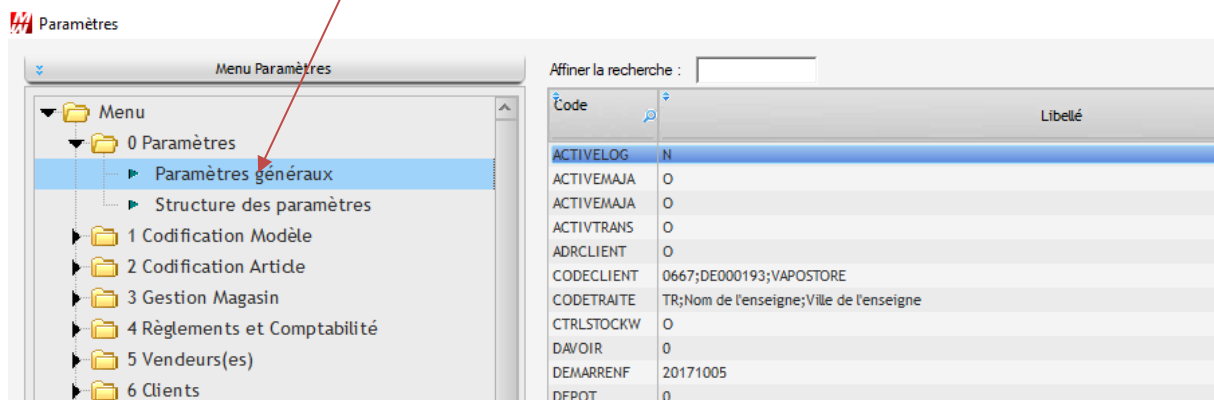 Paramètres
Menu Paramètres
Menu
0 Paramètres
Paramètres généraux
Structure des paramètres
1 Codification Modèle
2 Codification Article
3 Gestion Magasin
4 Règlements et Comptabilité
5 Vendeurs(es)
6 Clients
Affiner la recherche :
Code Libellé
ACTIVELOG N
ACTIVEMAJA O
ACTIVEMAJA O
ACTIVTRANS O
ADRCLIENT O
CODECLIENT 0667;DE000193;VAPOSTORE
CODETRAITE TR;Nom de l'enseigne;Ville de l'enseigne
CTRLSTOCKW O
DAVOIR 0
DEMARRENF 20171005
DEPOT 0